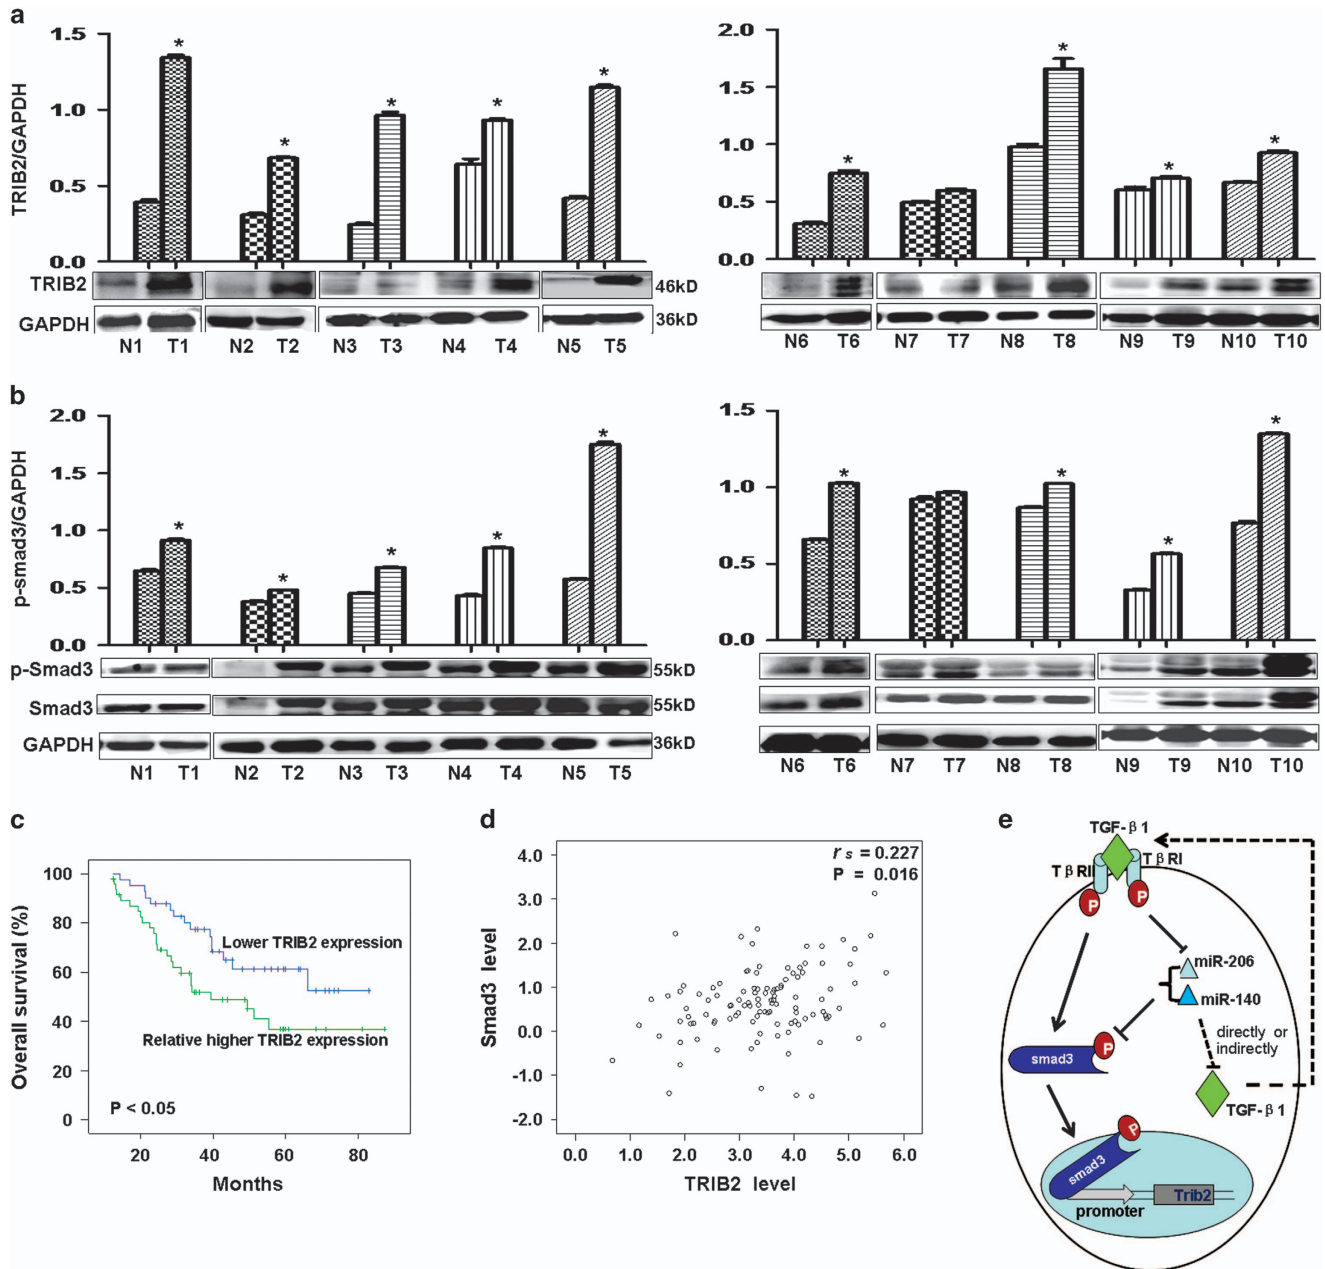 a
TRIB2/GAPDH
1.5
1.0
0.5
0.0
* * * * *
TRIB2
46kD
GAPDH
36kD
N1 T1 N2 T2 N3 T3 N4 T4 N5 T5
2.0
1.5
1.0
0.5
0.0
* * * *
N6 T6 N7 T7 N8 T8 N9 T9 N10 T10
b
p-smad3/GAPDH
2.0
1.5
1.0
0.5
0.0
* * * * *
p-Smad3
55kD
Smad3
55kD
GAPDH
36kD
N1 T1 N2 T2 N3 T3 N4 T4 N5 T5
1.5
1.0
0.5
0.0
* * * *
N6 T6 N7 T7 N8 T8 N9 T9 N10 T10
c
Overall survival (%)
100
80
60
40
20
0
Lower TRIB2 expression
Relative higher TRIB2 expression
P < 0.05
20 40 60 80
Months
d
Smad3 level
4.0
3.0
2.0
1.0
0.0
-1.0
-2.0
rs = 0.227
P = 0.016
0.0 1.0 2.0 3.0 4.0 5.0 6.0
TRIB2 level
e
TGF-β1
TβRII
TβRI
P
P
miR-206
miR-140
directly or
indirectly
P
smad3
TGF-β1
P
smad3
Trib2
promoter